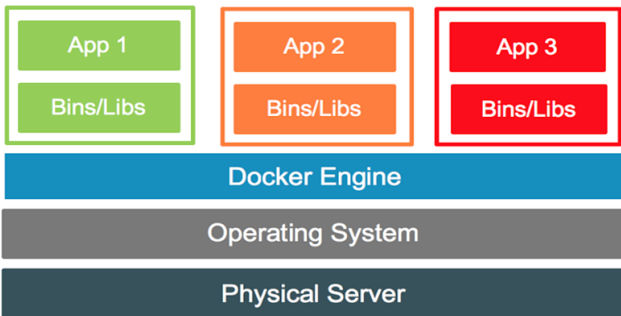 App 1
App 2
App 3
Bins/Libs
Bins/Libs
Bins/Libs
Docker Engine
Operating System
Physical Server